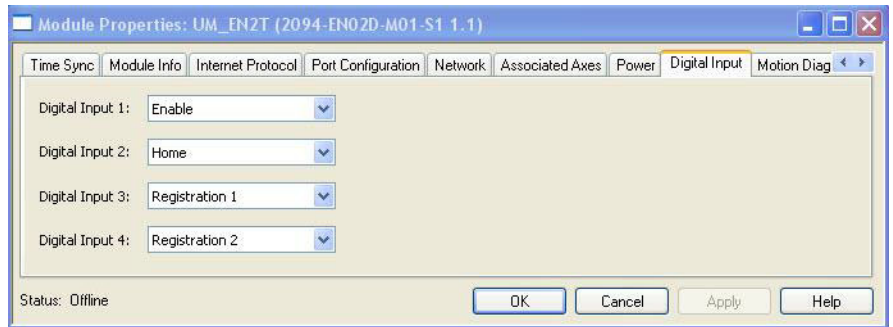 Module Properties: UM_EN2T (2094-EN02D-M01-S1 1.1)
Time Sync Module Info Internet Protocol Port Configuration Network Associated Axes Power Digital Input Motion Diag
Digital Input 1: Enable
Digital Input 2: Home
Digital Input 3: Registration 1
Digital Input 4: Registration 2
Status: Offline OK Cancel Apply Help